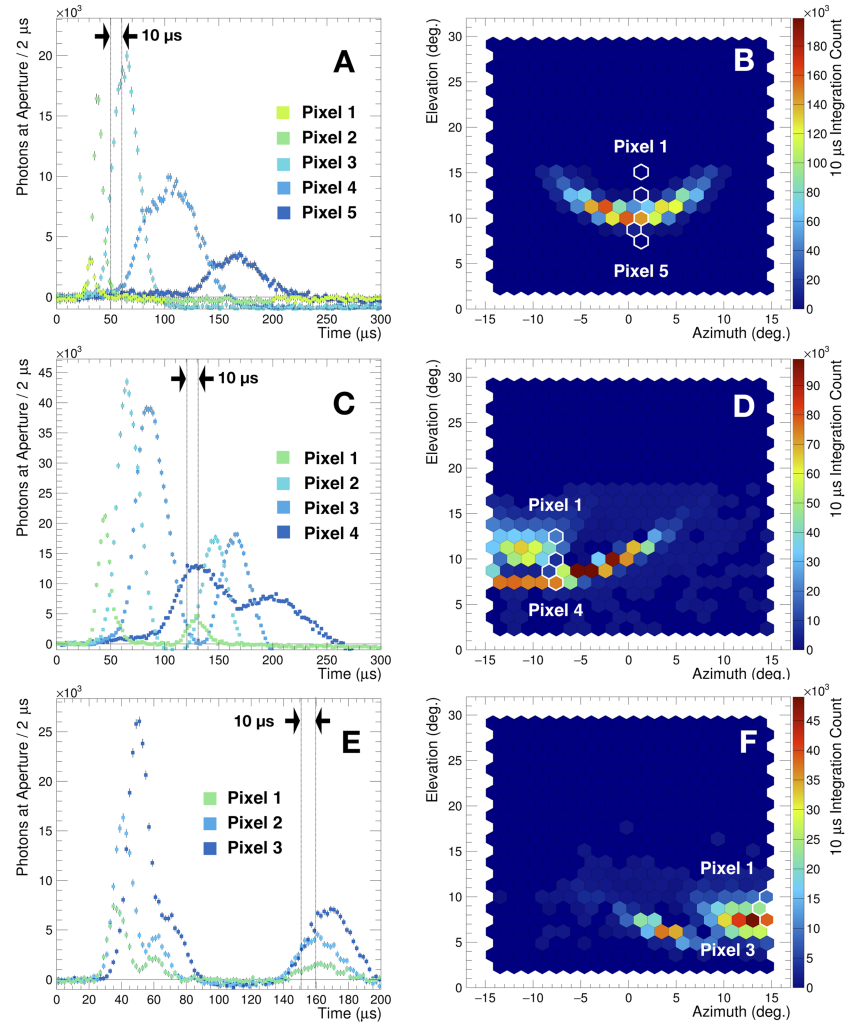 ×10³
20
15
10
5
0
Photons at Aperture / 2 μs
10 μs
A
Pixel 1
Pixel 2
Pixel 3
Pixel 4
Pixel 5
0 50 100 150 200 250 300
Time (μs)
Elevation (deg.)
30
25
20
15
10
5
0
B
Pixel 1
Pixel 5
−15 −10 −5 0 5 10 15
Azimuth (deg.)
×10³
180
160
140
120
100
80
60
40
20
0
10 μs Integration Count
×10³
45
40
35
30
25
20
15
10
5
0
Photons at Aperture / 2 μs
10 μs
C
Pixel 1
Pixel 2
Pixel 3
Pixel 4
0 50 100 150 200 250 300
Time (μs)
Elevation (deg.)
30
25
20
15
10
5
0
D
Pixel 1
Pixel 4
−15 −10 −5 0 5 10 15
Azimuth (deg.)
×10³
90
80
70
60
50
40
30
20
10
0
10 μs Integration Count
×10³
25
20
15
10
5
0
Photons at Aperture / 2 μs
10 μs
E
Pixel 1
Pixel 2
Pixel 3
0 20 40 60 80 100 120 140 160 180 200
Time (μs)
Elevation (deg.)
30
25
20
15
10
5
0
F
Pixel 1
Pixel 3
−15 −10 −5 0 5 10 15
Azimuth (deg.)
×10³
45
40
35
30
25
20
15
10
5
0
10 μs Integration Count